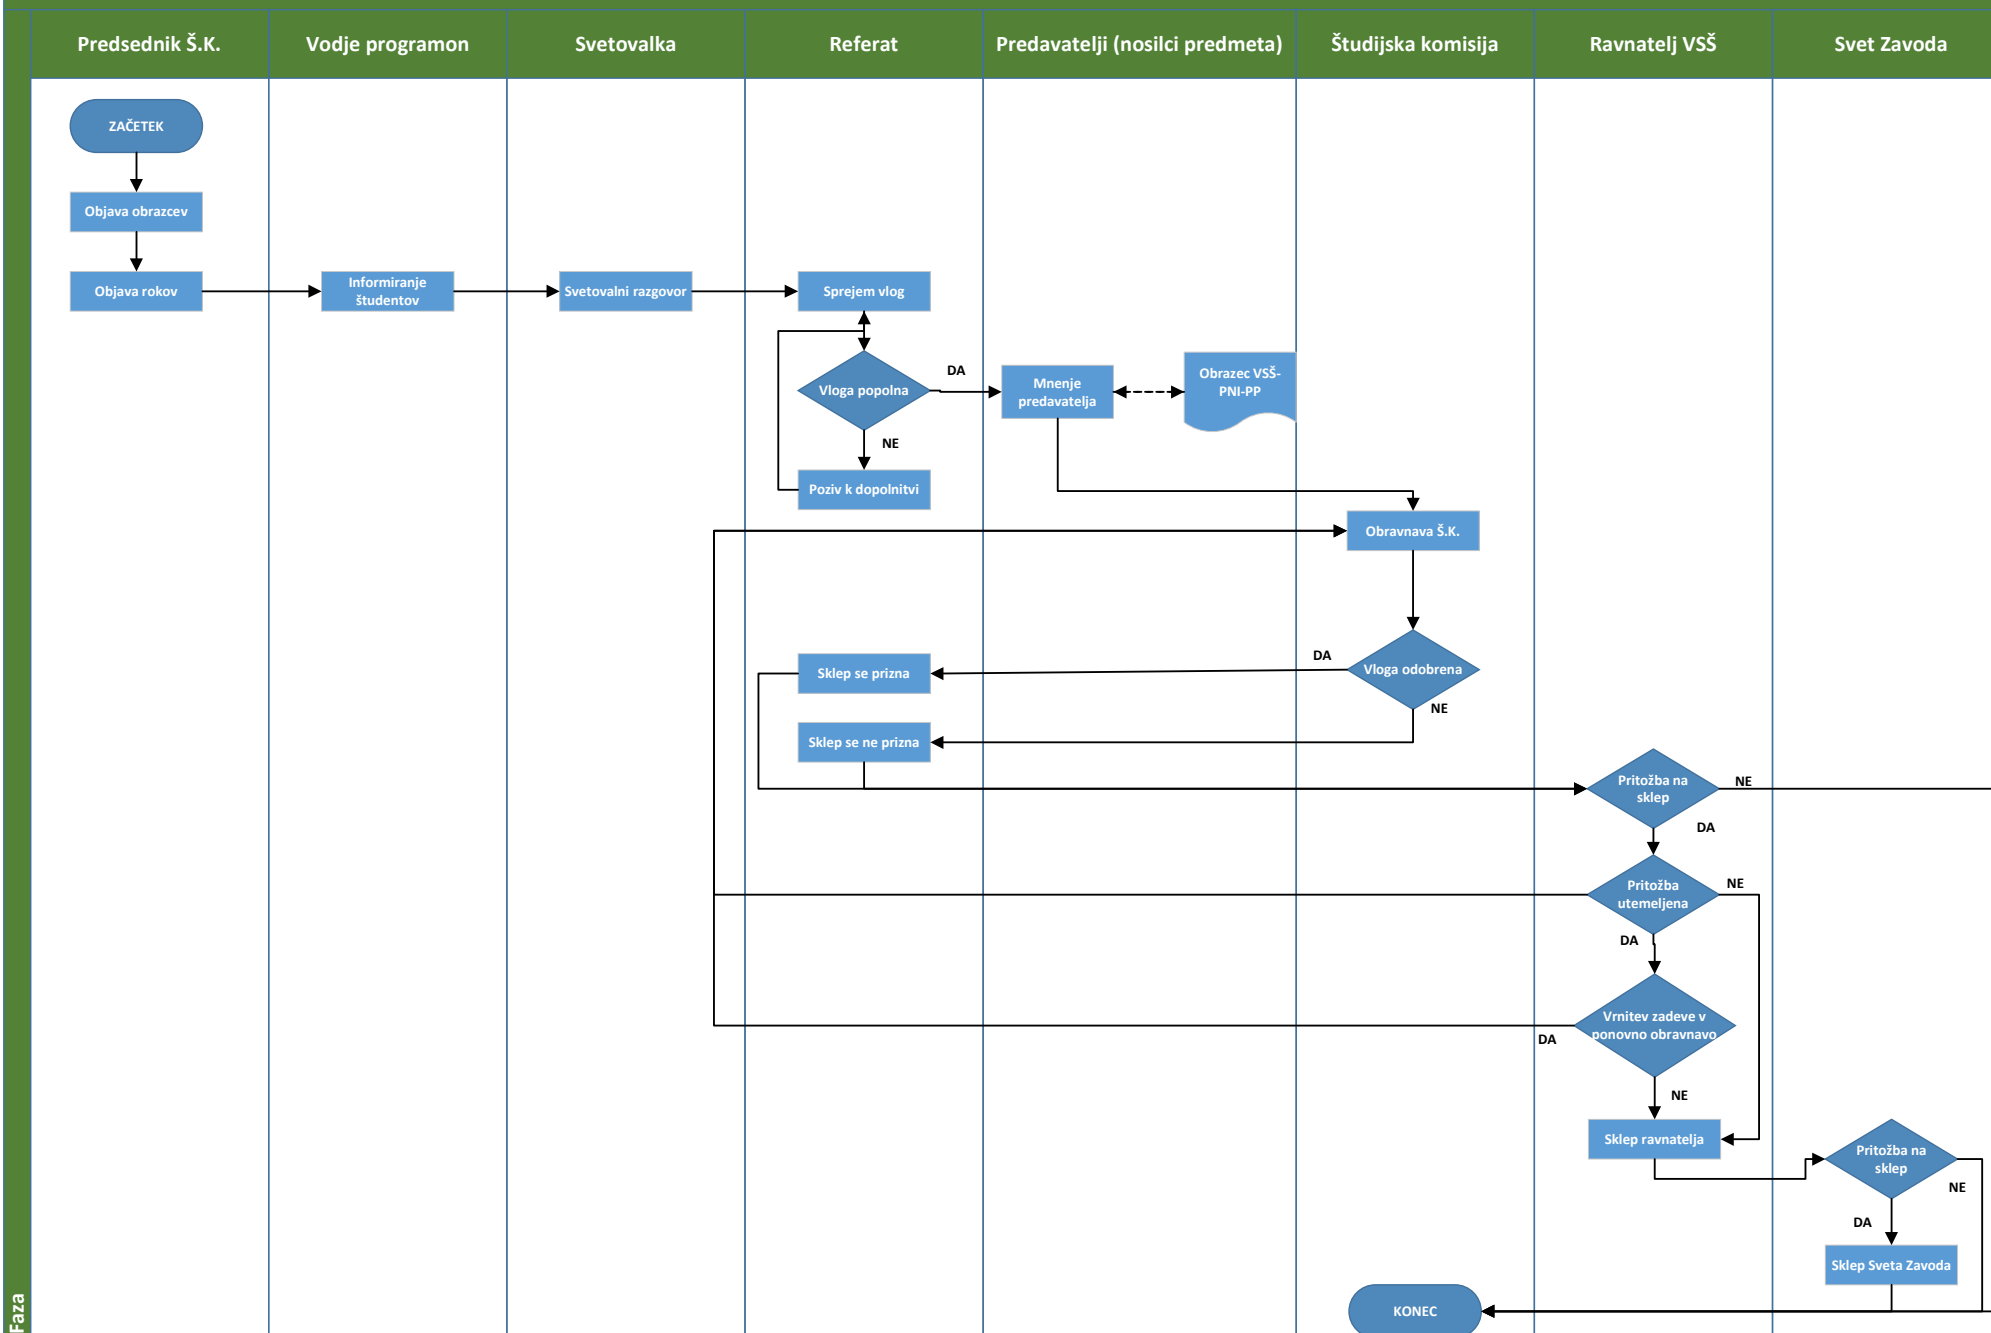 Predsednik Š.K.
Vodje programon
Svetovalka
Referat
Predavatelji (nosilci predmeta)
Študijska komisija
Ravnatelj VSŠ
Svet Zavoda
ZAČETEK
Objava obrazcev
Objava rokov
Informiranje
študentov
Svetovalni razgovor
Sprejem vlog
Vloga popolna
DA
NE
Poziv k dopolnitvi
Mnenje
predavatelja
Obrazec VSŠ-
PNI-PP
Obravnava Š.K.
Vloga odobrena
DA
NE
Sklep se prizna
Sklep se ne prizna
Pritožba na
sklep
NE
DA
Pritožba
utemeljena
NE
DA
Vrnitev zadeve v
ponovno obravnavo
DA
NE
Sklep ravnatelja
Pritožba na
sklep
NE
DA
Sklep Sveta Zavoda
KONEC
Faza